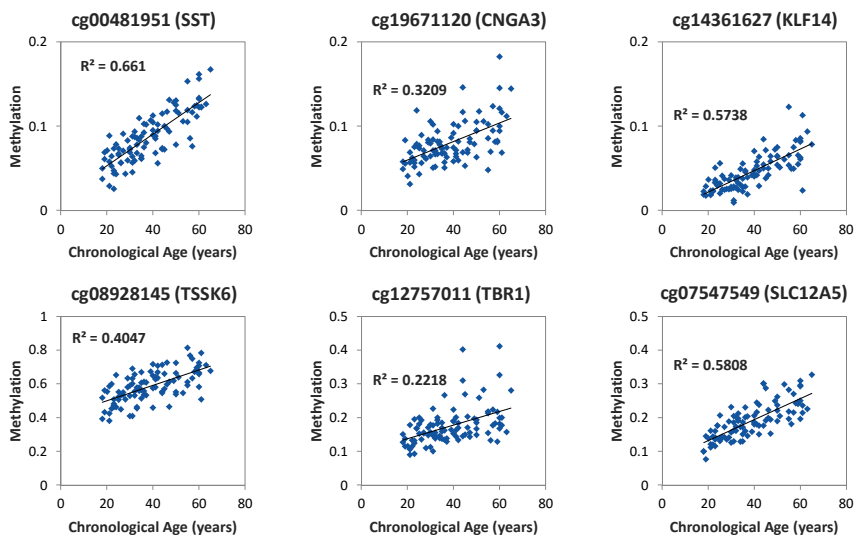 cg00481951 (SST)
0.2
R² = 0.661
0.1
0
Methylation
0 20 40 60 80
Chronological Age (years)
cg19671120 (CNGA3)
0.2
R² = 0.3209
0.1
0
Methylation
0 20 40 60 80
Chronological Age (years)
cg14361627 (KLF14)
0.2
R² = 0.5738
0.1
0
Methylation
0 20 40 60 80
Chronological Age (years)
cg08928145 (TSSK6)
1
R² = 0.4047
0.8
0.6
0.4
0.2
0
Methylation
0 20 40 60 80
Chronological Age (years)
cg12757011 (TBR1)
0.5
0.4
R² = 0.2218
0.3
0.2
0.1
0
Methylation
0 20 40 60 80
Chronological Age (years)
cg07547549 (SLC12A5)
0.5
0.4
R² = 0.5808
0.3
0.2
0.1
0
Methylation
0 20 40 60 80
Chronological Age (years)